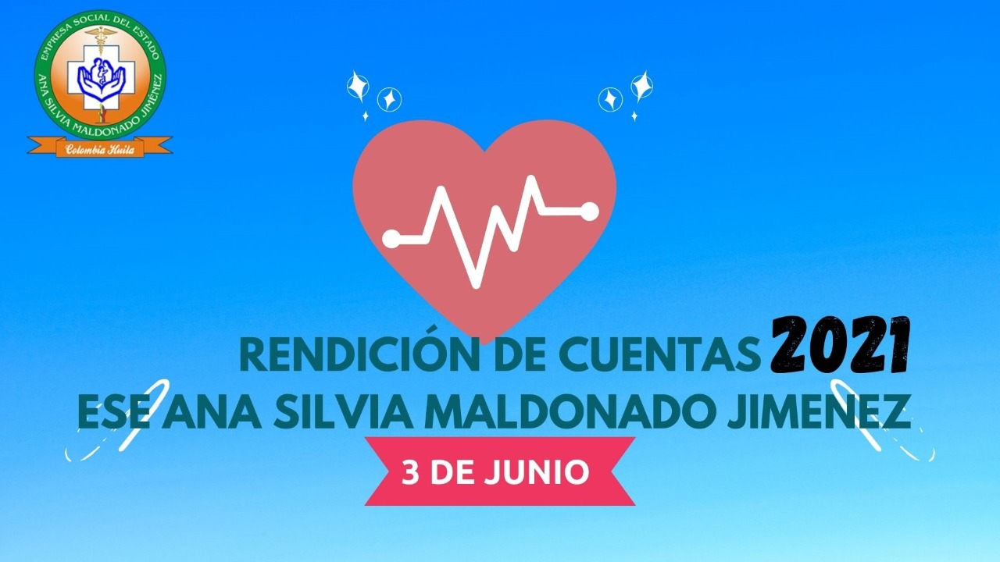 EMPRESA SOCIAL DEL ESTADO
ANA SILVIA MALDONADO JIMÉNEZ
Colombia Huila
RENDICIÓN DE CUENTAS 2021
ESE ANA SILVIA MALDONADO JIMENEZ
3 DE JUNIO